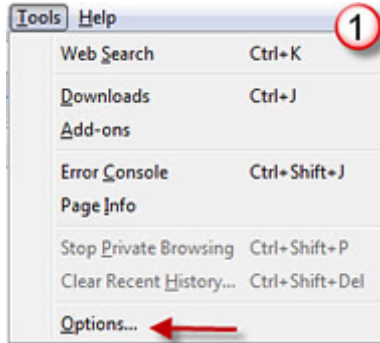 Tools Help
1
Web Search Ctrl+K
Downloads Ctrl+J
Add-ons
Error Console Ctrl+Shift+J
Page Info
Stop Private Browsing Ctrl+Shift+P
Clear Recent History... Ctrl+Shift+Del
Options...